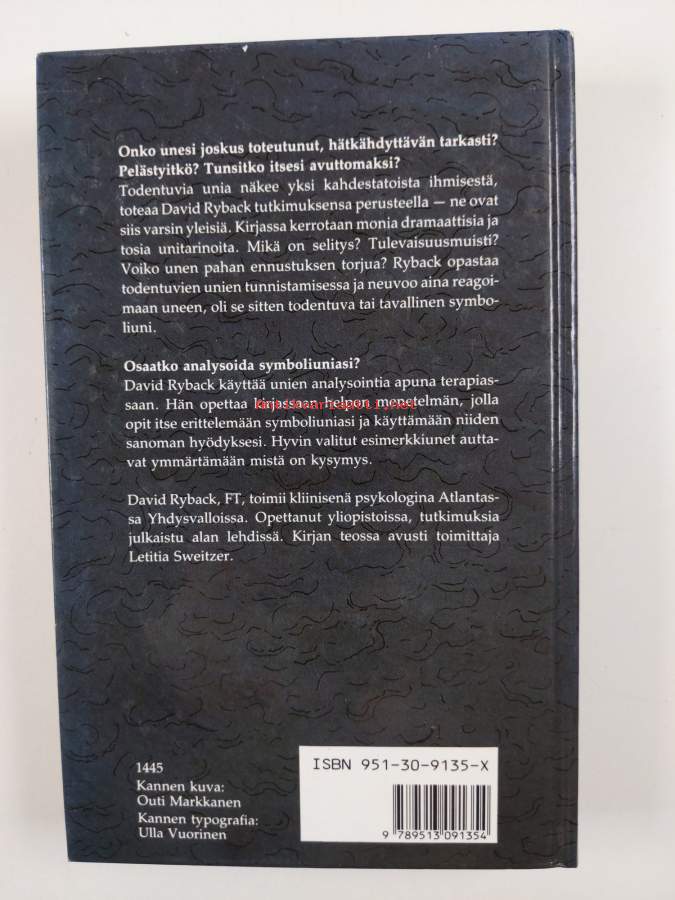 Onko unesi joskus toteutunut, hätkähdyttävän tarkasti?
Pelästyitkö? Tunsitko itsesi avuttomaksi?
Todentuvia unia näkee yksi kahdestatoista ihmisestä,
toteaa David Ryback tutkimuksensa perusteella — ne ovat
siis varsin yleisiä. Kirjassa kerrotaan monia dramaattisia ja
tosia unitarinoita. Mikä on selitys? Tulevaisuusmuisti?
Voiko unen pahan ennustuksen torjua? Ryback opastaa
todentuvien unien tunnistamisessa ja neuvoo aina reagoi-
maan uneen, oli se sitten todentuva tai tavallinen symbo-
liuni.
Osaatko analysoida symboliuniasi?
David Ryback käyttää unien analysointia apuna terapias-
saan. Hän opettaa kirjassaan helpon menetelmän, jolla
antikvariaatti.net
opit itse erittelemään symboliuniasi ja käyttämään niiden
sanoman hyödyksesi. Hyvin valitut esimerkkiunet autta-
vat ymmärtämään mistä on kysymys.
David Ryback, FT, toimii kliinisenä psykologina Atlantas-
sa Yhdysvalloissa. Opettanut yliopistoissa, tutkimuksia
julkaistu alan lehdissä. Kirjan teossa avusti toimittaja
Letitia Sweitzer.
1445
Kannen kuva:
Outi Markkanen
Kannen typografia:
Ulla Vuorinen
ISBN 951-30-9135-X
9 789513 091354